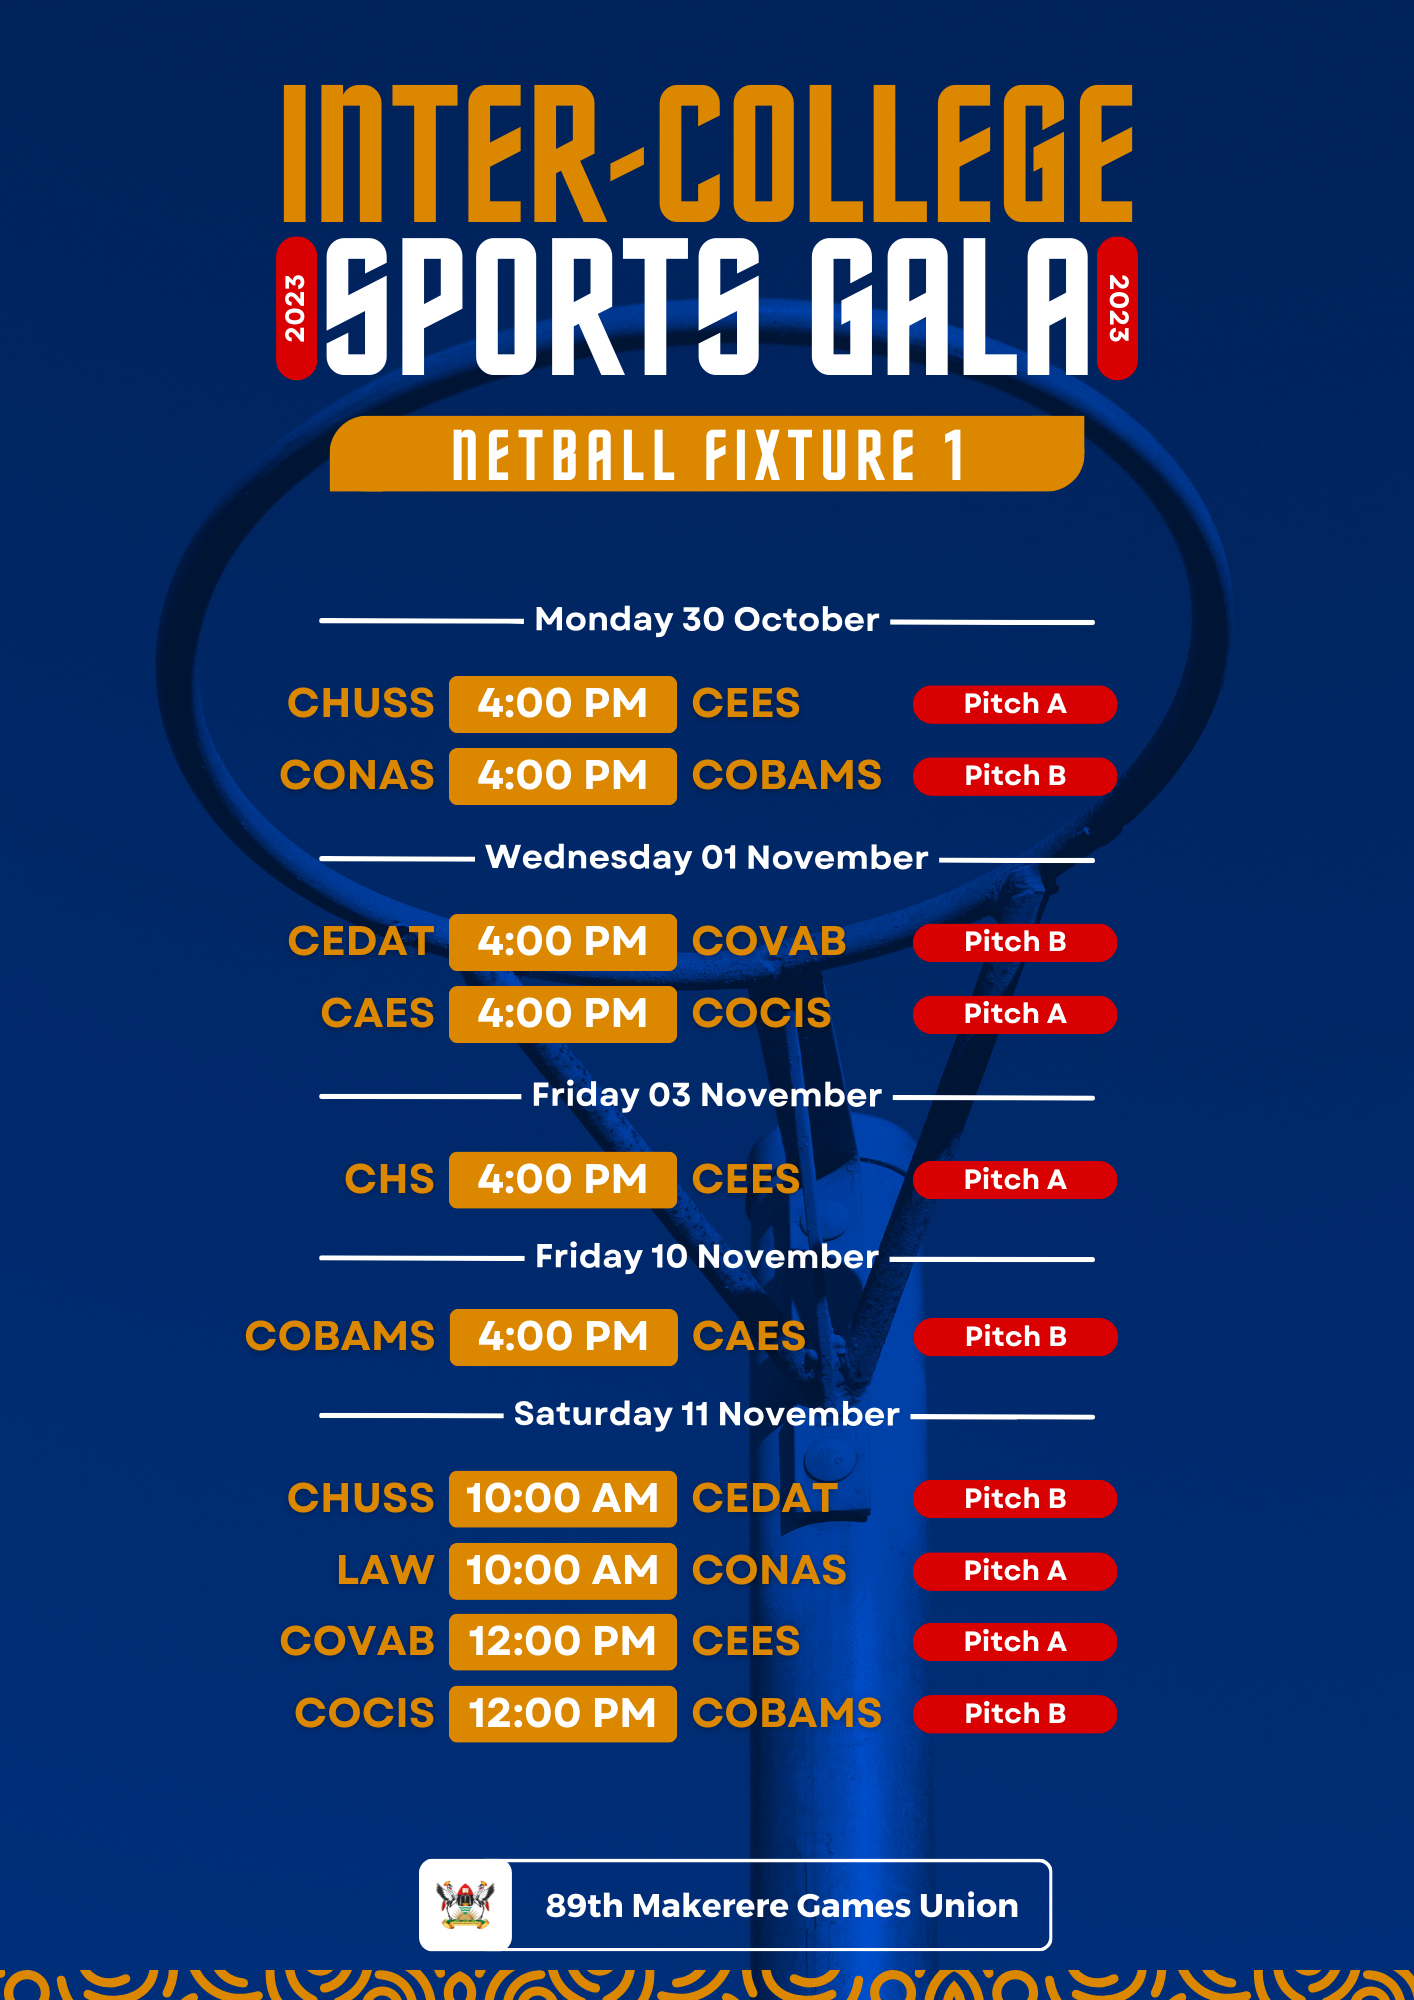 INTER-COLLEGE
2023 SPORTS GALA 2023
NETBALL FIXTURE 1
Monday 30 October
CHUSS 4:00 PM CEES Pitch A
CONAS 4:00 PM COBAMS Pitch B
Wednesday 01 November
CEDAT 4:00 PM COVAB Pitch B
CAES 4:00 PM COCIS Pitch A
Friday 03 November
CHS 4:00 PM CEES Pitch A
Friday 10 November
COBAMS 4:00 PM CAES Pitch B
Saturday 11 November
CHUSS 10:00 AM CEDAT Pitch B
LAW 10:00 AM CONAS Pitch A
COVAB 12:00 PM CEES Pitch A
COCIS 12:00 PM COBAMS Pitch B
89th Makerere Games Union